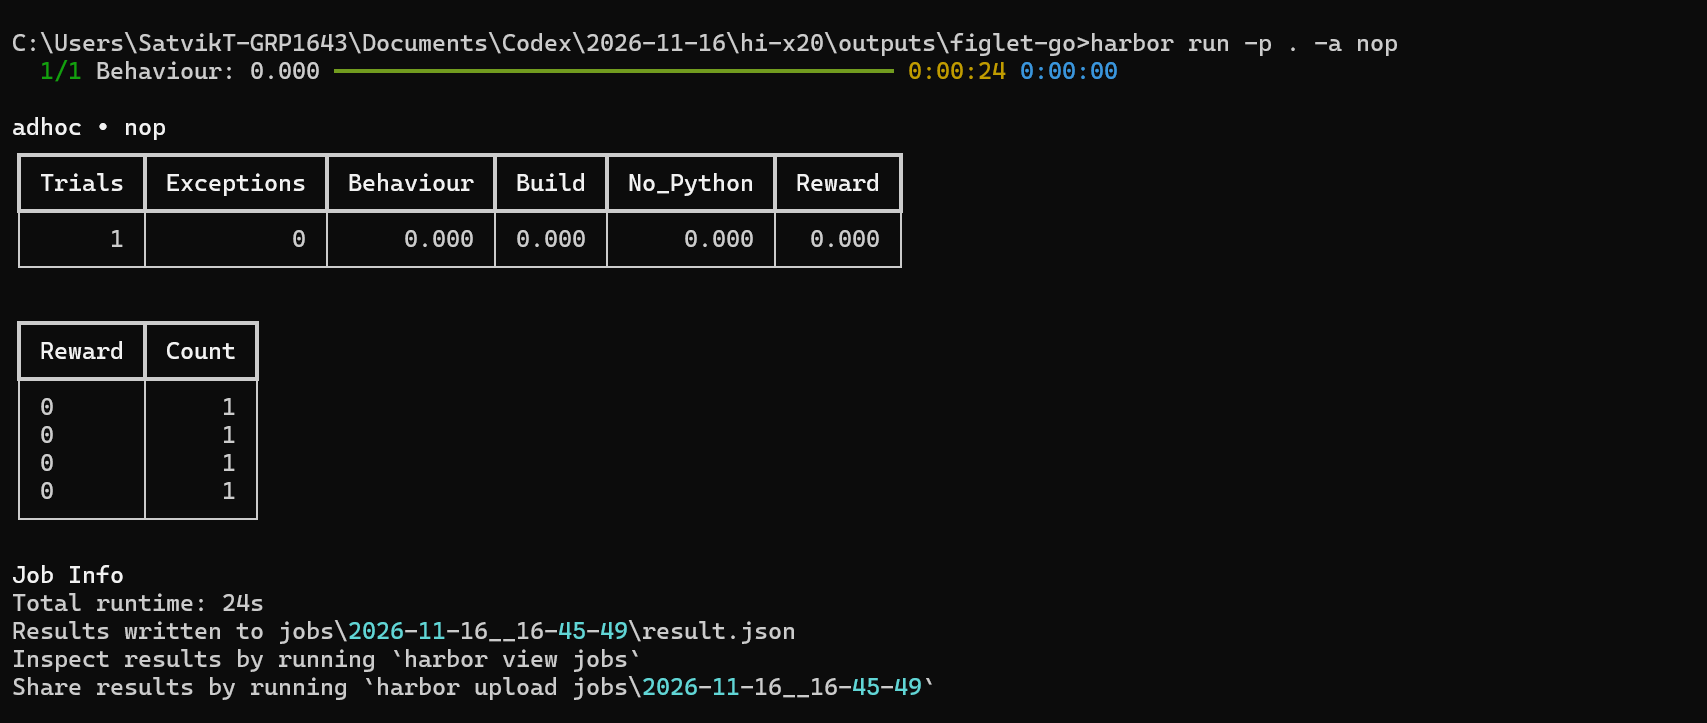 C:\Users\SatvikT-GRP1643\Documents\Codex\2026-11-16\hi-x20\outputs\figlet-go>harbor run -p . -a nop
1/1 Behaviour: 0.000 0:00:24 0:00:00
adhoc • nop
Trials Exceptions Behaviour Build No_Python Reward
1 0 0.000 0.000 0.000 0.000
Reward Count
0 1
0 1
0 1
0 1
Job Info
Total runtime: 24s
Results written to jobs\2026-11-16__16-45-49\result.json
Inspect results by running `harbor view jobs`
Share results by running `harbor upload jobs\2026-11-16__16-45-49`